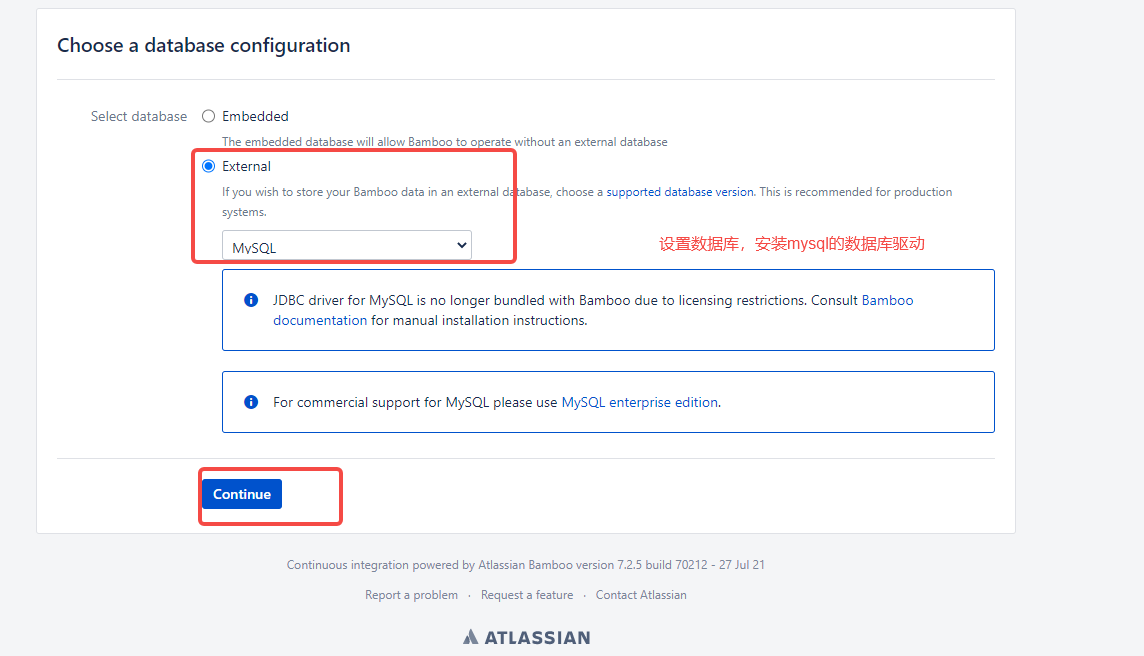 Choose a database configuration
Select database
Embedded
The embedded database will allow Bamboo to operate without an external database
External
If you wish to store your Bamboo data in an external database, choose a supported database version. This is recommended for production
systems.
MySQL
设置数据库，安装mysql的数据库驱动
JDBC driver for MySQL is no longer bundled with Bamboo due to licensing restrictions. Consult Bamboo
documentation for manual installation instructions.
For commercial support for MySQL please use MySQL enterprise edition.
Continue
Continuous integration powered by Atlassian Bamboo version 7.2.5 build 70212 - 27 Jul 21
Report a problem · Request a feature · Contact Atlassian
ATLASSIAN